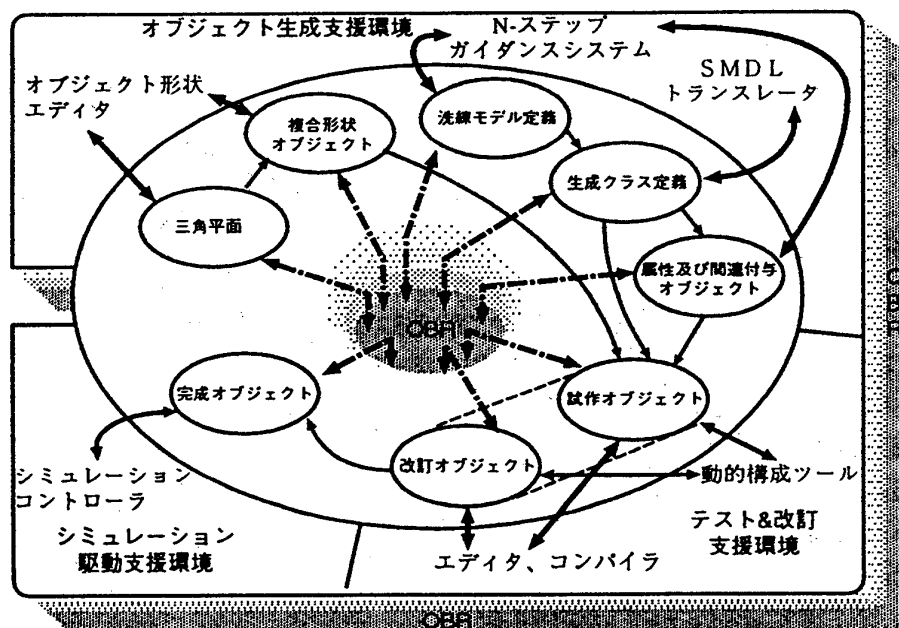 オブジェクト生成支援環境
N-ステップ
ガイダンスシステム
SMDL
トランスレータ
オブジェクト形状
エディタ
複合形状
オブジェクト
洗練モデル定義
生成クラス定義
三角平面
属性及び関連付与
オブジェクト
OBR
OBR
完成オブジェクト
試作オブジェクト
改訂オブジェクト
シミュレーション
コントローラ
動的構成ツール
シミュレーション
駆動支援環境
エディタ、コンパイラ
テスト&改訂
支援環境
OBR